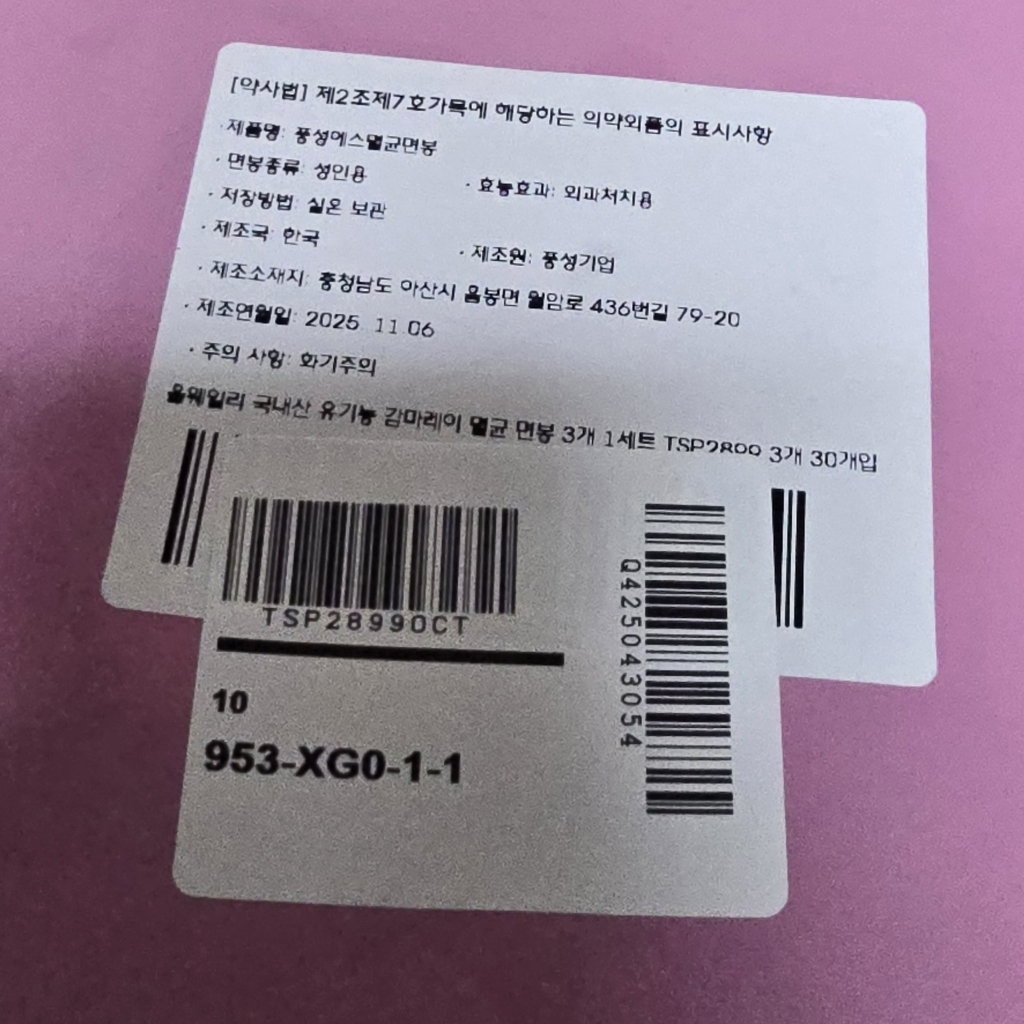 [약사법] 제2조제7호가목에 해당하는 의약외품의 표시사항
· 제품명: 풍성에스멸균면봉
· 면봉종류: 성인용 · 효능효과: 외과처치용
· 저장방법: 실온 보관
· 제조국: 한국 · 제조원: 풍성기업
· 제조소재지: 충청남도 아산시 음봉면 월암로 436번길 79-20
· 제조연월일: 2025. 11.06
· 주의 사항: 화기주의
올웨일리 국내산 유기농 감마레이 멸균 면봉 3개 1세트 TSP2899 3개 30개입
TSP28990CT
Q425043054
10
953-XG0-1-1